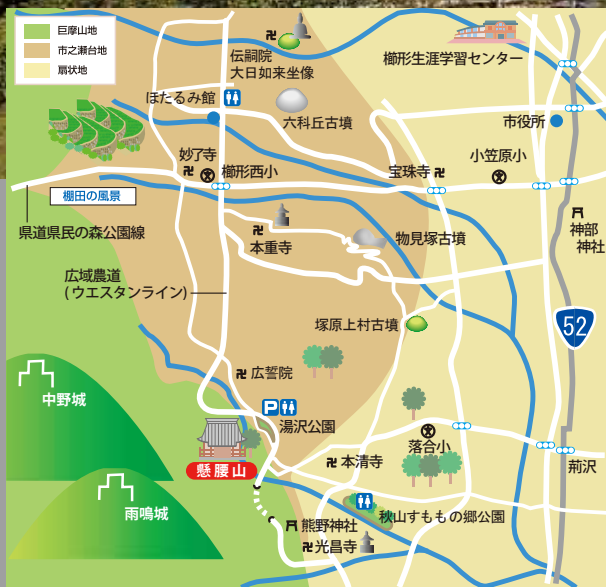 巨摩山地
市之瀬台地
扇状地
伝嗣院
大日如来坐像
櫛形生涯学習センター
ほたるみ館
六科丘古墳
市役所
妙了寺
櫛形西小
宝珠寺
小笠原小
棚田の風景
県道県民の森公園線
本重寺
物見塚古墳
神部
神社
広域農道
(ウエスタンライン)
52
塚原上村古墳
広誓院
中野城
P
湯沢公園
懸腰山
落合小
本清寺
荊沢
雨鳴城
秋山すももの郷公園
熊野神社
光昌寺